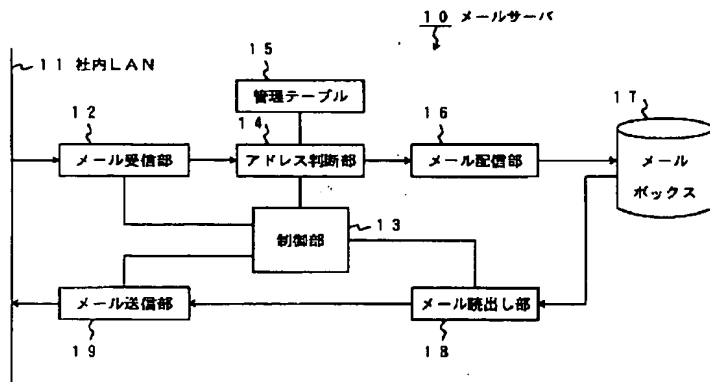 10 メールサーバ
11 社内LAN
15
管理テーブル
12
14
16
17
メール受信部
アドレス判断部
メール配信部
メール
ボックス
制御部
13
メール送信部
メール読出し部
19
18